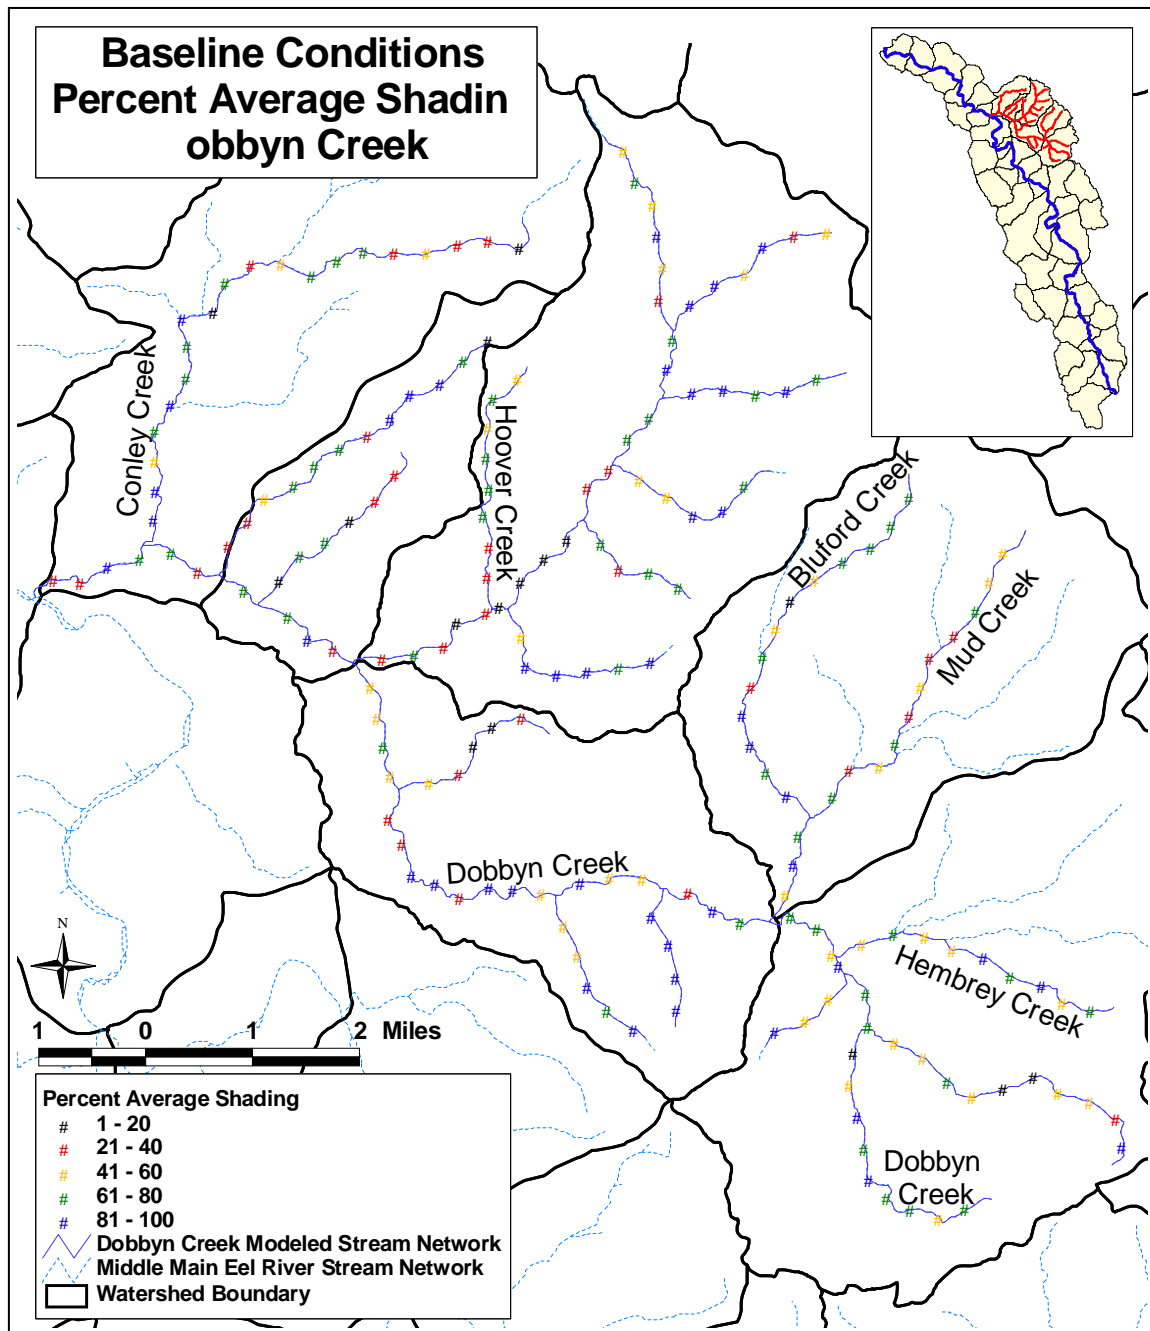 Baseline Conditions
Percent Average Shadin
obbyn Creek
Conley Creek
Hoover Creek
Bluford Creek
Mud Creek
Dobbyn Creek
Hembrey Creek
Dobbyn
Creek
N
1 0 1 2 Miles
Percent Average Shading
# 1 - 20
# 21 - 40
# 41 - 60
# 61 - 80
# 81 - 100
Dobbyn Creek Modeled Stream Network
Middle Main Eel River Stream Network
Watershed Boundary